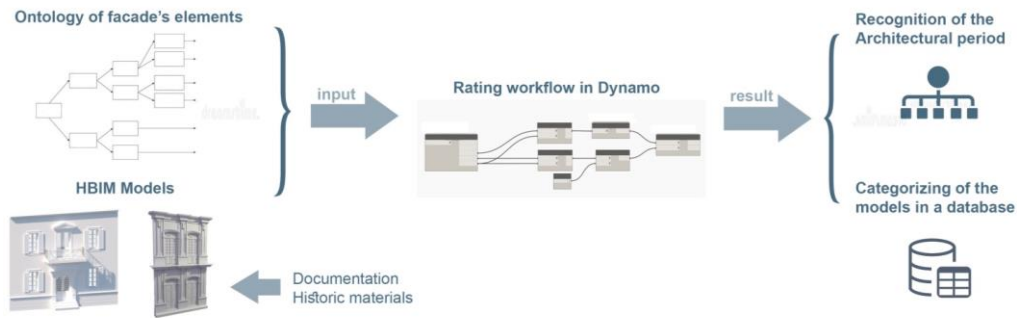 Ontology of facade's elements
HBIM Models
Documentation
Historic materials
input
Rating workflow in Dynamo
result
Recognition of the
Architectural period
Categorizing of the
models in a database